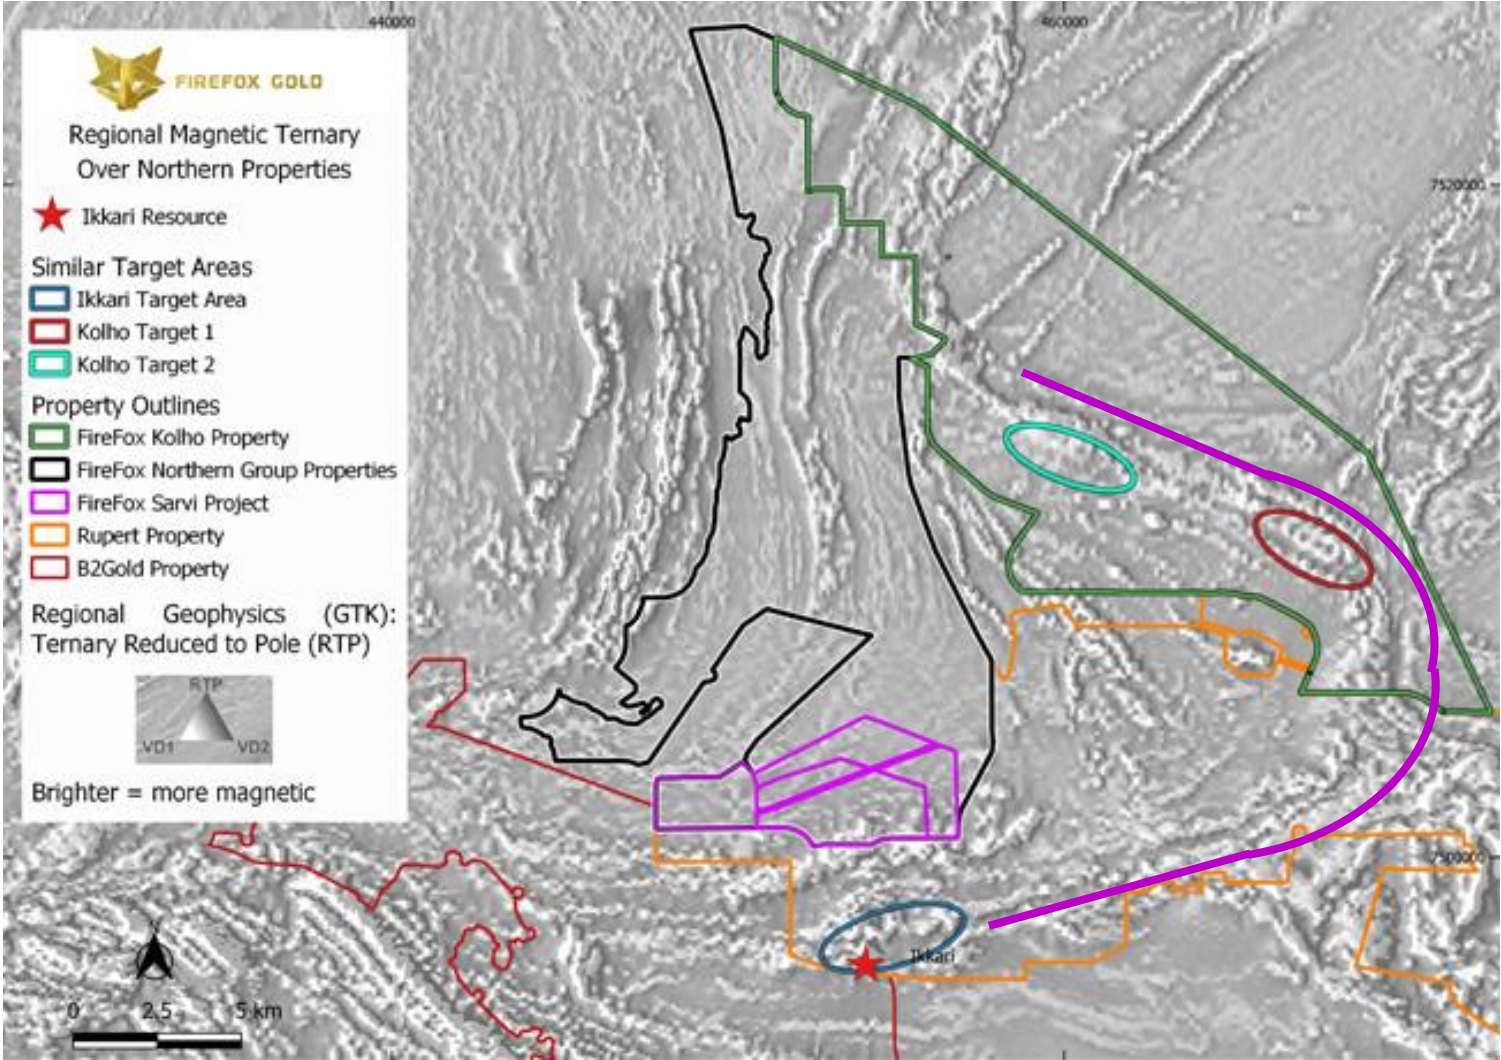 440000
460000
7520000
FIREFOX GOLD
Regional Magnetic Ternary
Over Northern Properties
Ikkari Resource
Similar Target Areas
Ikkari Target Area
Kolho Target 1
Kolho Target 2
Property Outlines
FireFox Kolho Property
FireFox Northern Group Properties
FireFox Sarvi Project
Rupert Property
B2Gold Property
Regional Geophysics (GTK):
Ternary Reduced to Pole (RTP)
RTP
VD1 VD2
Brighter = more magnetic
7500000
Ikkari
0 2.5 5 km